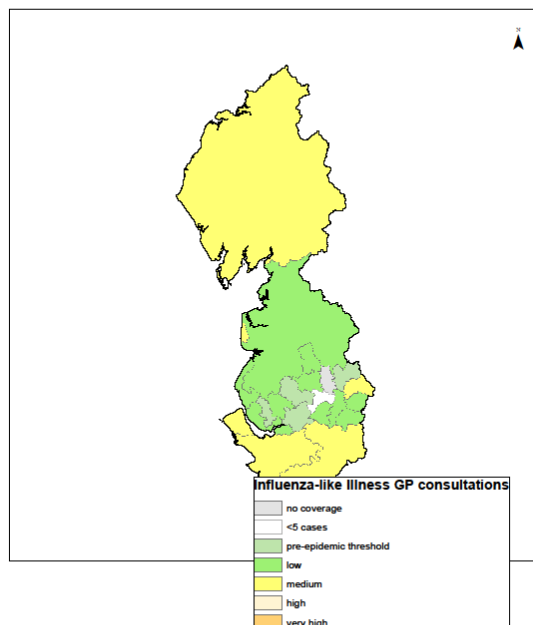 N
Influenza-like Illness GP consultations
no coverage
<5 cases
pre-epidemic threshold
low
medium
high
very high